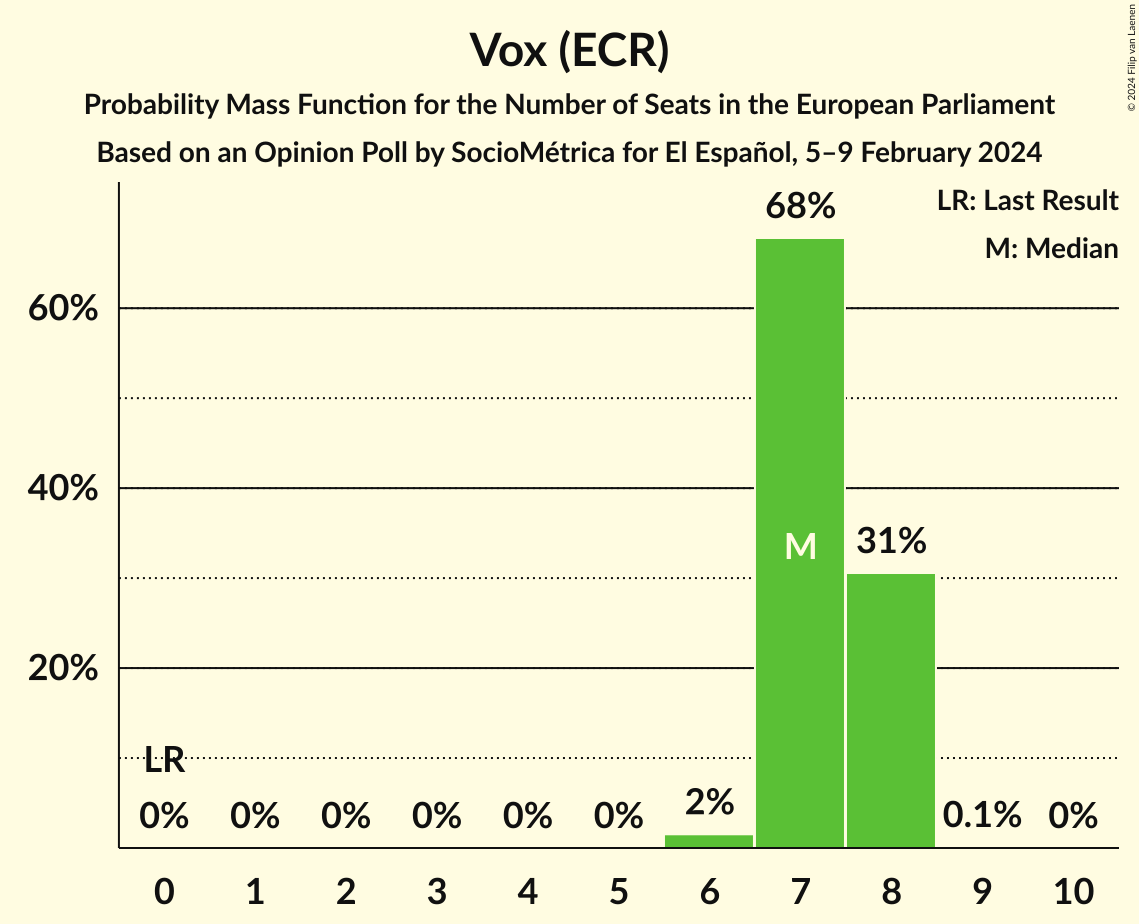 Vox (ECR)
Probability Mass Function for the Number of Seats in the European Parliament
Based on an Opinion Poll by SocioMétrica for El Español, 5–9 February 2024
© 2024 Filip van Laenen
LR: Last Result
M: Median
68%
60%
40%
31%
M
20%
LR
0% 0% 0% 0% 0% 0% 2% 0.1% 0%
0 1 2 3 4 5 6 7 8 9 10